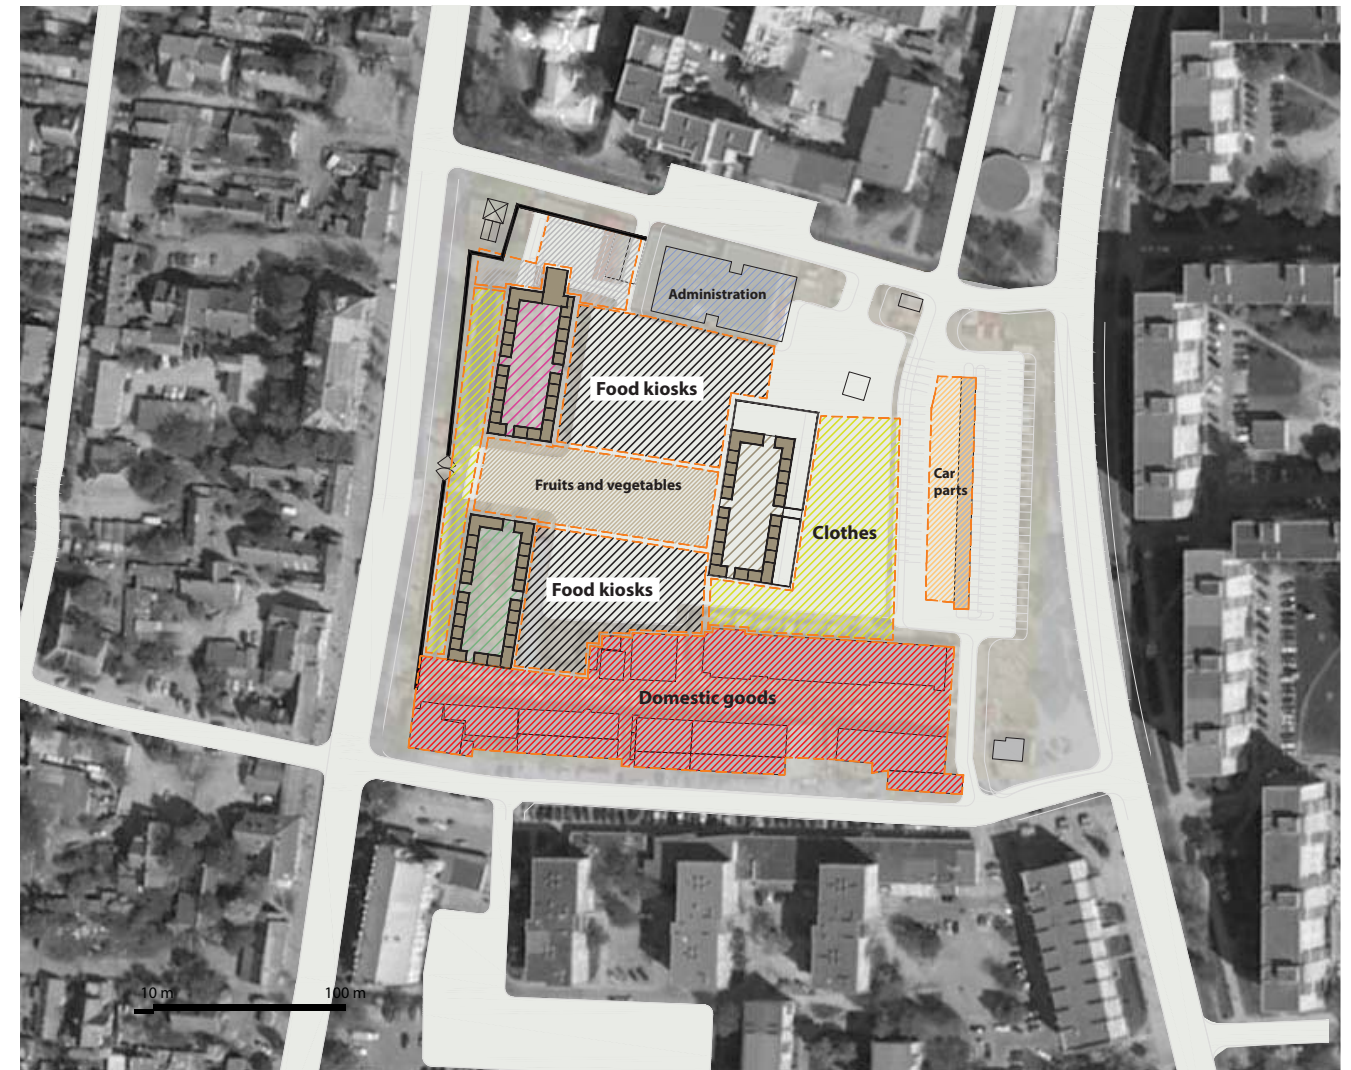 Administration
Food kiosks
Fruits and vegetables
Car
parts
Clothes
Food kiosks
Domestic goods
10 m
100 m